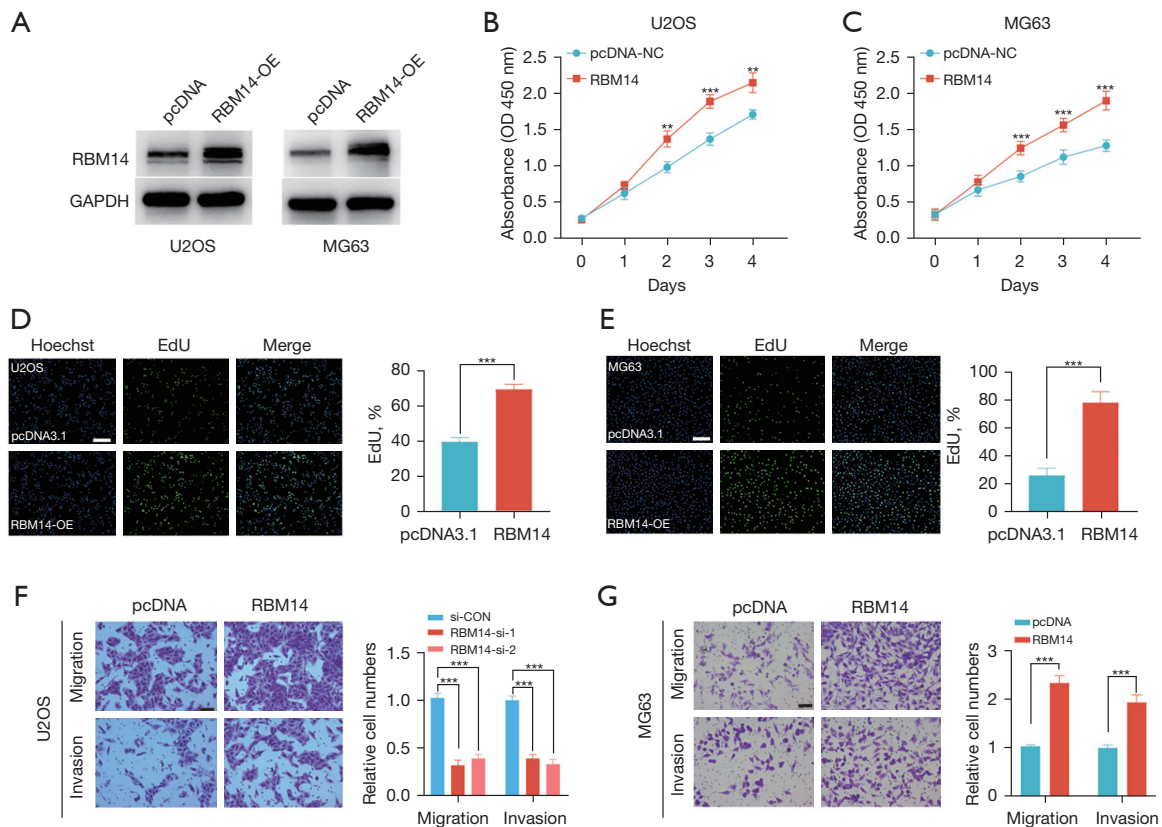 A
pcDNA
RBM14-OE
pcDNA
RBM14-OE
RBM14
GAPDH
U2OS
MG63
B
U2OS
pcDNA-NC
RBM14
Absorbance (OD 450 nm)
2.5
2.0
1.5
1.0
0.5
0.0
**
***
**
0
1
2
3
4
Days
C
MG63
pcDNA-NC
RBM14
Absorbance (OD 450 nm)
2.5
2.0
1.5
1.0
0.5
0.0
***
***
***
0
1
2
3
4
Days
D
Hoechst
EdU
Merge
U2OS
pcDNA3.1
RBM14-OE
EdU, %
80
60
40
20
0
***
pcDNA3.1
RBM14
E
Hoechst
EdU
Merge
MG63
pcDNA3.1
RBM14-OE
EdU, %
100
80
60
40
20
0
***
pcDNA3.1
RBM14
F
pcDNA
RBM14
U2OS
Migration
Invasion
si-CON
RBM14-si-1
RBM14-si-2
Relative cell numbers
1.5
1.0
0.5
0.0
***
***
***
***
Migration
Invasion
G
pcDNA
RBM14
MG63
Migration
Invasion
pcDNA
RBM14
Relative cell numbers
3
2
1
0
***
***
Migration
Invasion